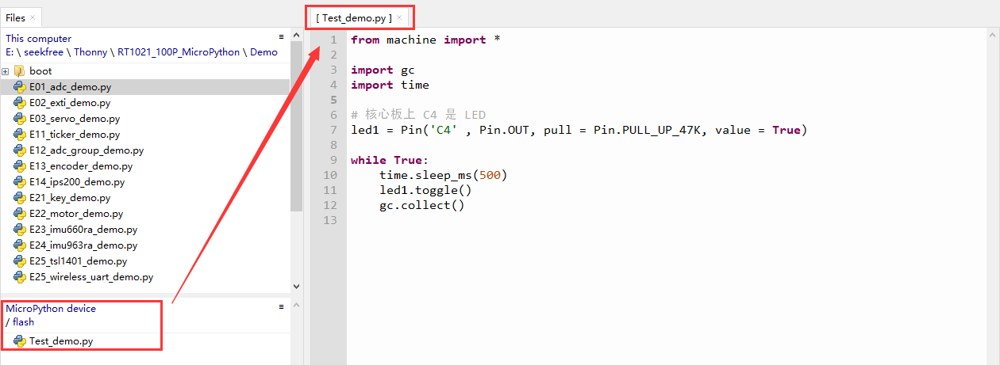 Files
This computer
E: \ seekfree \ Thonny \ RT1021_100P_MicroPython \ Demo
boot
E01_adc_demo.py
E02_exti_demo.py
E03_servo_demo.py
E11_ticker_demo.py
E12_adc_group_demo.py
E13_encoder_demo.py
E14_ips200_demo.py
E21_key_demo.py
E22_motor_demo.py
E23_imu660ra_demo.py
E24_imu963ra_demo.py
E25_tsl1401_demo.py
E25_wireless_uart_demo.py
MicroPython device
/ flash
Test_demo.py
[ Test_demo.py ]
1 from machine import *
2
3 import gc
4 import time
5
6 # 核心板上 C4 是 LED
7 led1 = Pin('C4' , Pin.OUT, pull = Pin.PULL_UP_47K, value = True)
8
9 while True:
10     time.sleep_ms(500)
11     led1.toggle()
12     gc.collect()
13